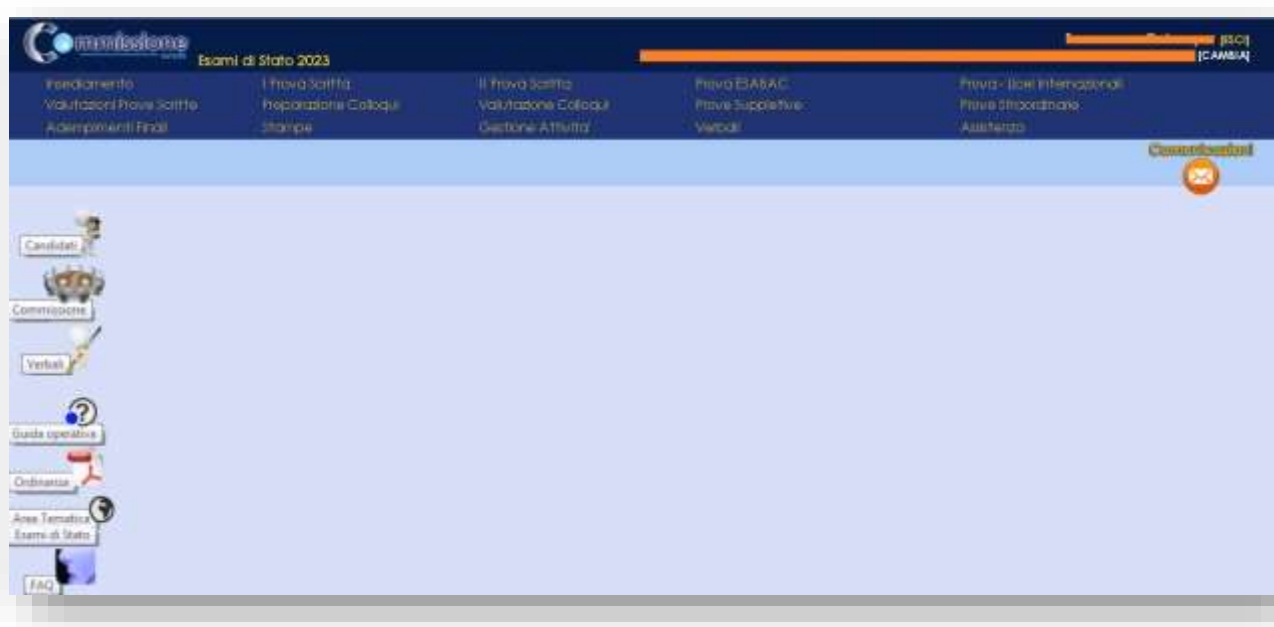 Commissione
Esami di Stato 2023
[ESCI]
[CAMBIA]
Insediamento I Prova Scritta II Prova Scritta Prova ESABAC Prova - Licei Internazionali
Valutazioni Prove Scritte Preparazione Colloqui Valutazione Colloqui Prove Suppletive Prove Straordinarie
Adempimenti Finali Stampe Gestione Attivita' Verbali Assistenza
Comunicazioni
Candidati
Commissione
Verbali
Guida operativa
Ordinanza
Area Tematica
Esami di Stato
FAQ